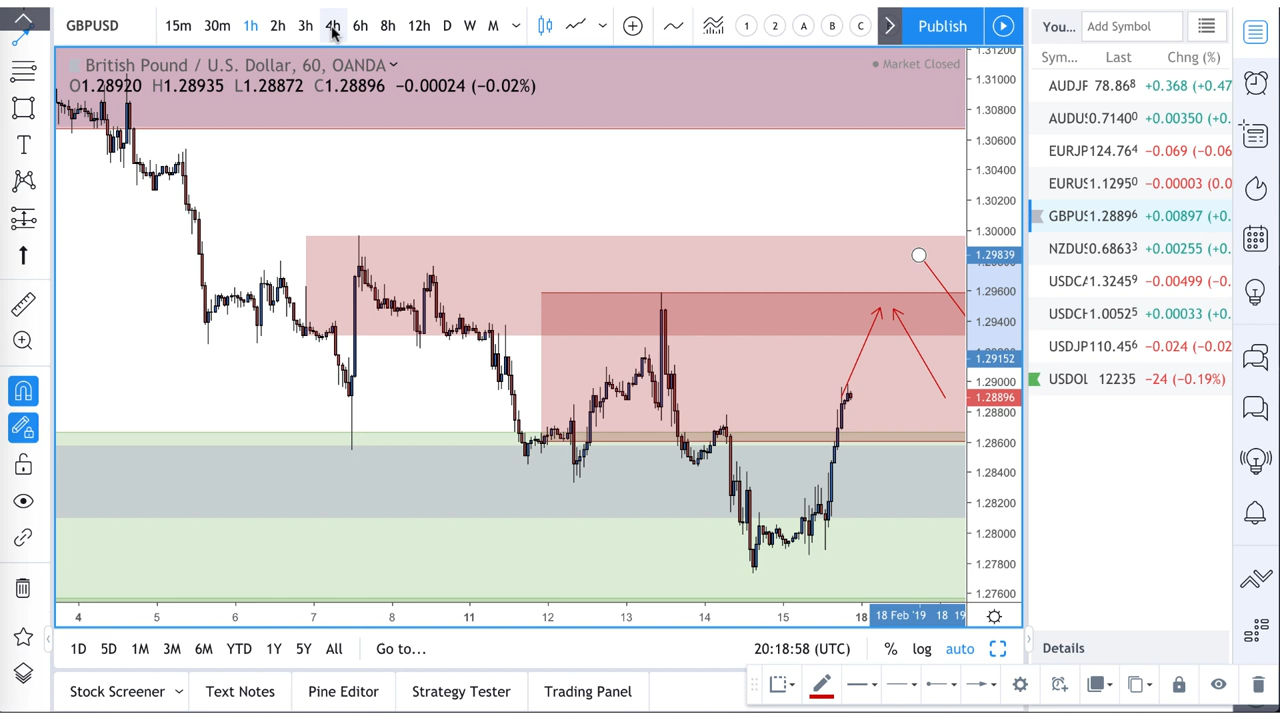 GBPUSD 15m 30m 1h 2h 3h 4h 6h 8h 12h D W M 1 2 A B C Publish
British Pound / U.S. Dollar, 60, OANDA
Market Closed
O1.28920 H1.28935 L1.28872 C1.28896 −0.00024 (−0.02%)
1.31200
1.31000
1.30800
1.30600
1.30400
1.30200
1.30000
1.29839
1.29600
1.29400
1.29152
1.29000
1.28896
1.28800
1.28600
1.28400
1.28200
1.28000
1.27800
1.27600
4 5 6 7 8 11 12 13 14 15 18 18 Feb '19 18 19
1D 5D 1M 3M 6M YTD 1Y 5Y All Go to... 20:18:58 (UTC) % log auto
Stock Screener Text Notes Pine Editor Strategy Tester Trading Panel
You... Add Symbol
Sym... Last Chng (%)
AUDJF 78.868 +0.368 (+0.47
0.71400 +0.00350 (+0.
EURJP 124.764 −0.069 (−0.06
1.12950 −0.00003 (0.0
1.28896 +0.00897 (+0.
0.68633 +0.00255 (+0.
1.32459 −0.00499 (−0.
1.00525 +0.00033 (+0.
USDJP 110.456 −0.024 (−0.02
USDOL 12235 −24 (−0.19%)
Details